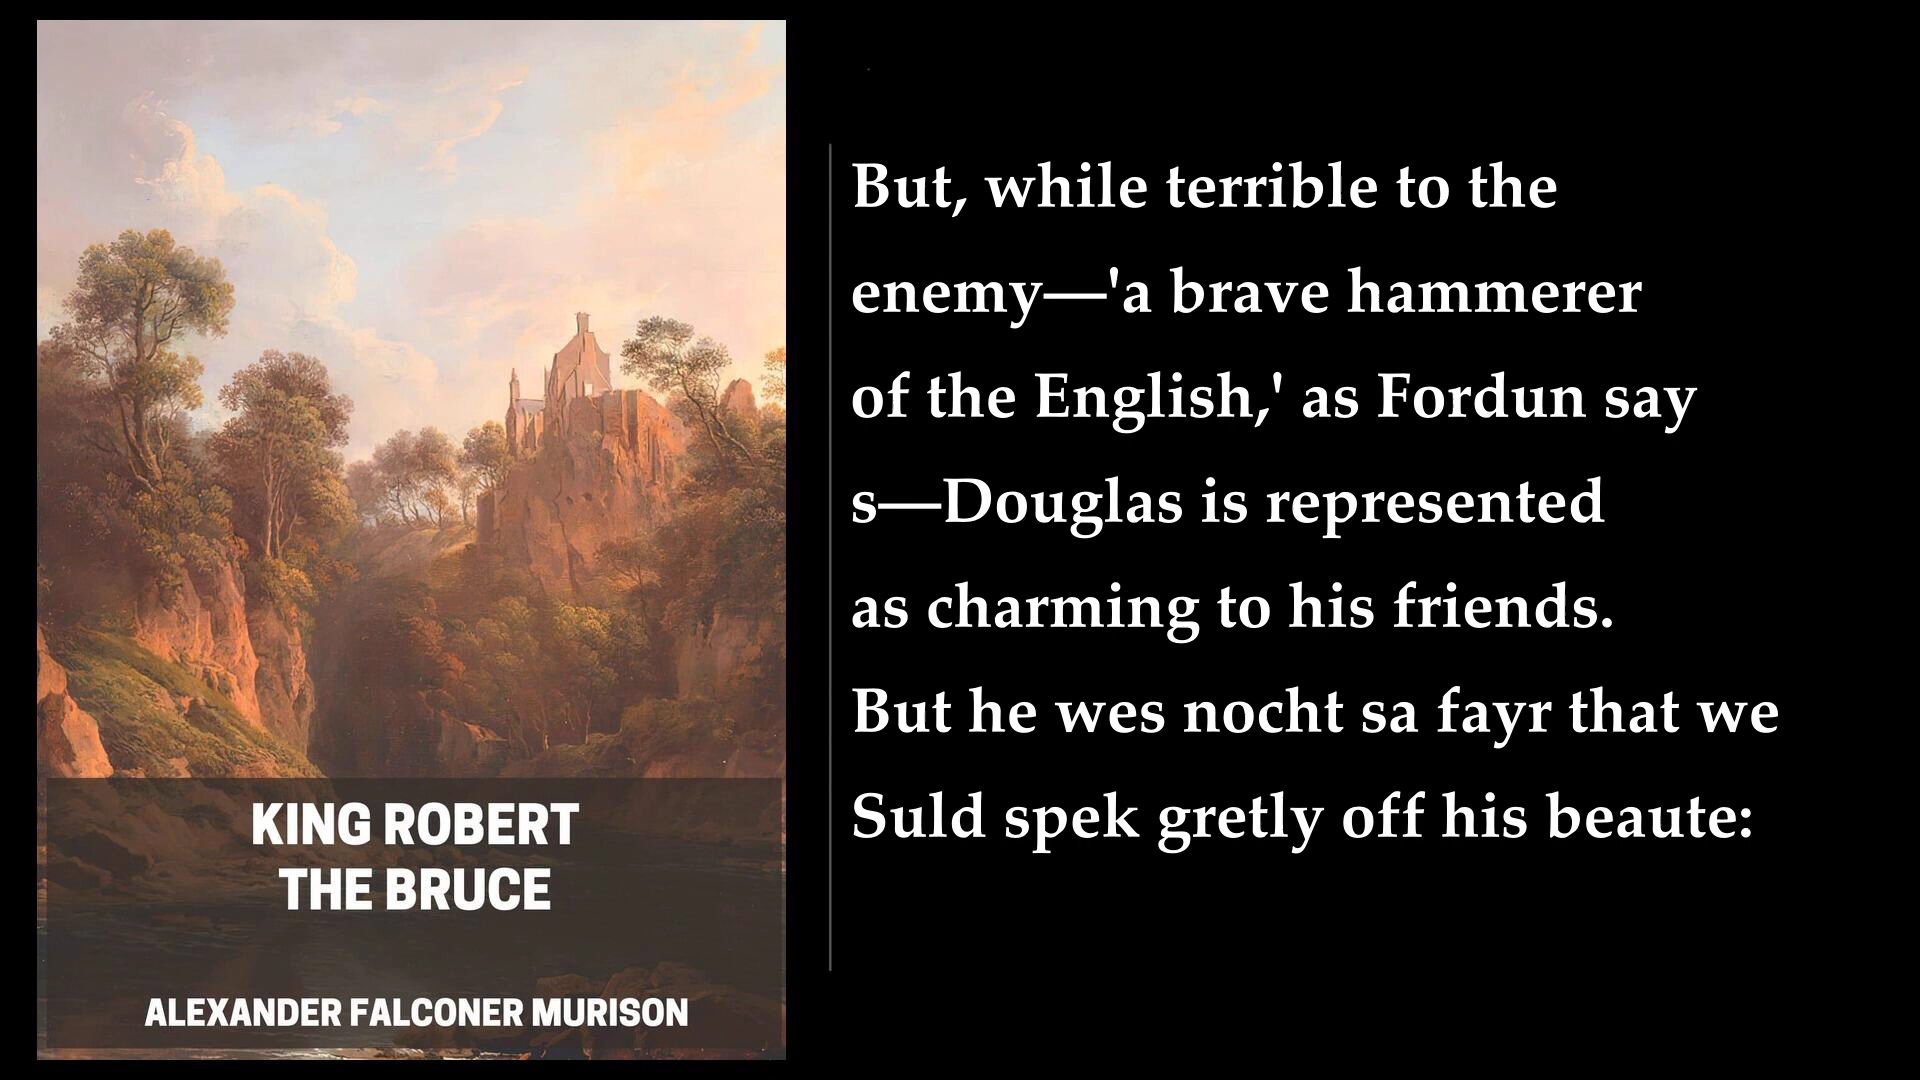 KING ROBERT
THE BRUCE
ALEXANDER FALCONER MURISON
But, while terrible to the
enemy—'a brave hammerer
of the English,' as Fordun say
s—Douglas is represented
as charming to his friends.
But he wes nocht sa fayr that we
Suld spek gretly off his beaute: